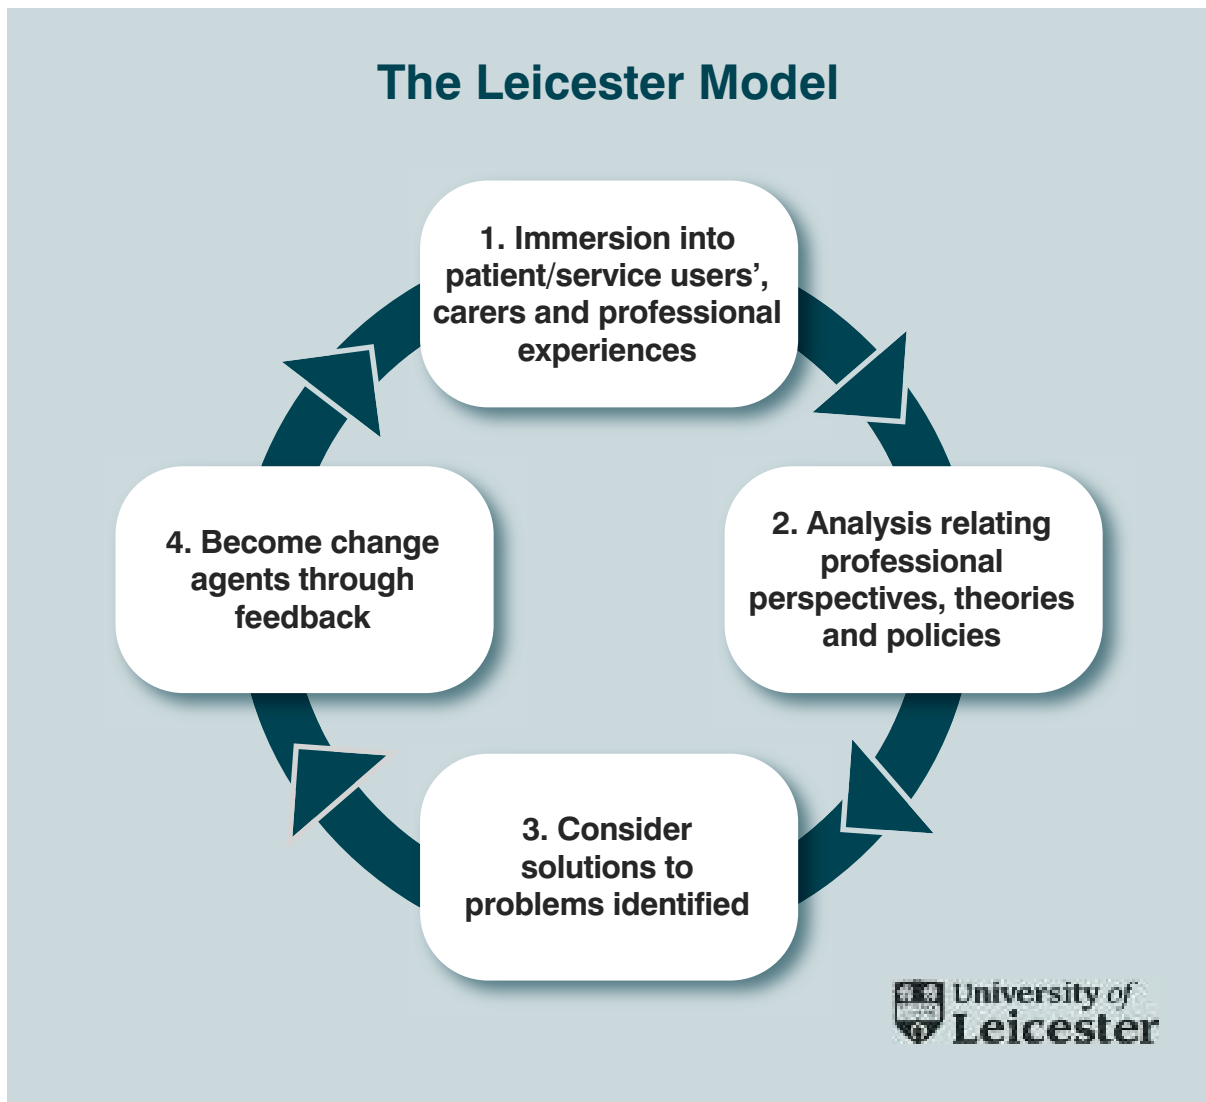 The Leicester Model
1. Immersion into
patient/service users’,
carers and professional
experiences
2. Analysis relating
professional
perspectives, theories
and policies
3. Consider
solutions to
problems identified
4. Become change
agents through
feedback
University of
Leicester